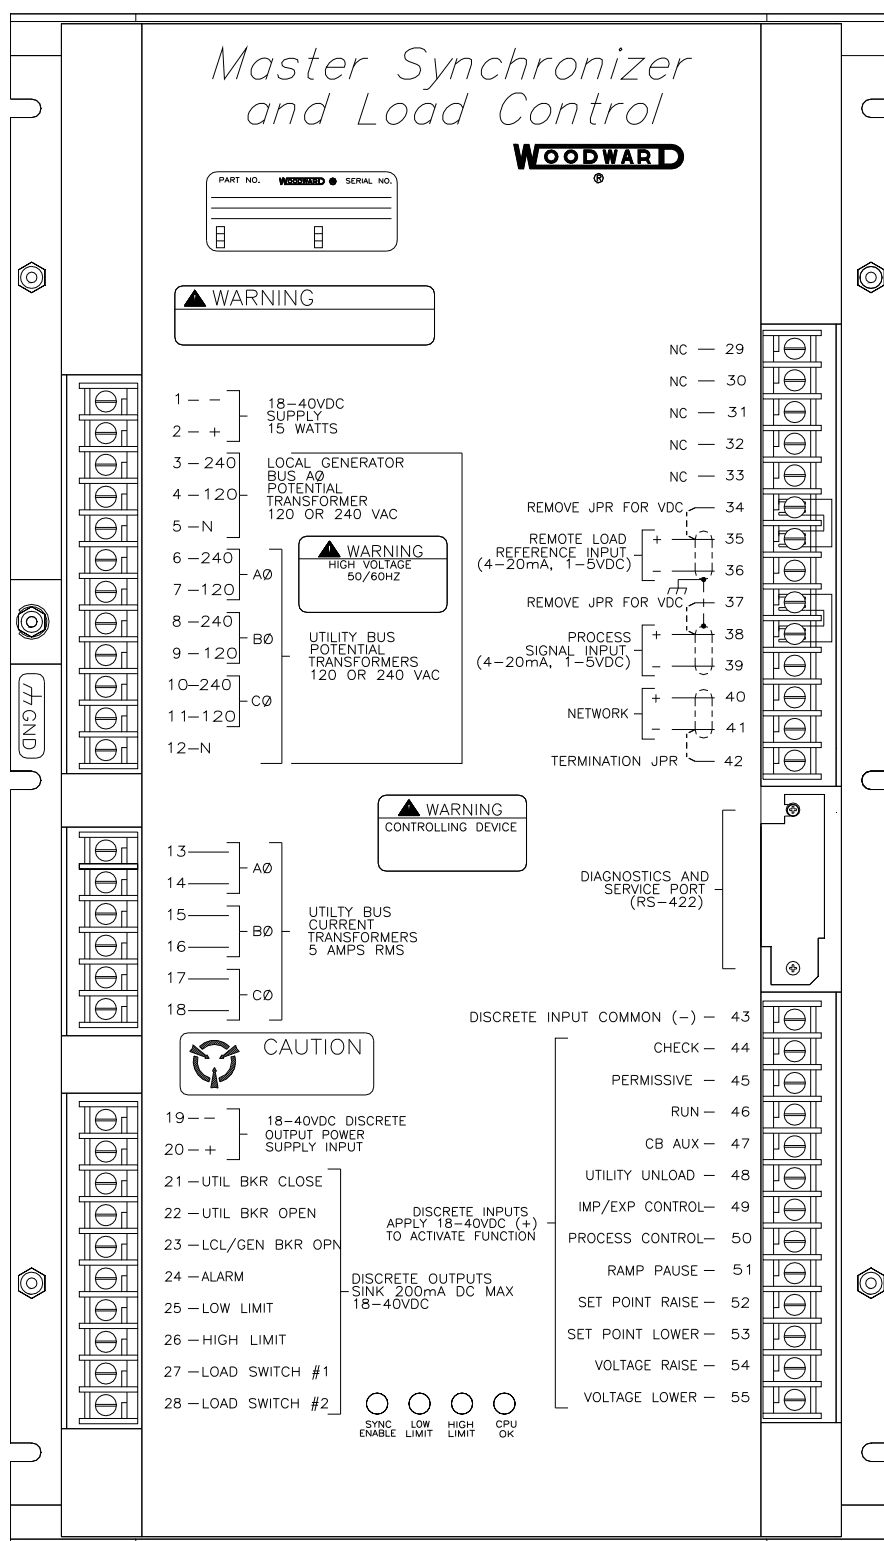 Master Synchronizer
and Load Control
WOODWARD
®
PART NO. WOODWARD SERIAL NO.
WARNING
1 – –
2 – +
18–40VDC
SUPPLY
15 WATTS
3 – 240
4 – 120
5 – N
LOCAL GENERATOR
BUS AØ
POTENTIAL
TRANSFORMER
120 OR 240 VAC
WARNING
HIGH VOLTAGE
50/60HZ
6 – 240
7 – 120
AØ
8 – 240
9 – 120
BØ
10–240
11–120
CØ
12–N
UTILITY BUS
POTENTIAL
TRANSFORMERS
120 OR 240 VAC
GND
WARNING
CONTROLLING DEVICE
13
14
AØ
15
16
BØ
17
18
CØ
UTILTY BUS
CURRENT
TRANSFORMERS
5 AMPS RMS
CAUTION
19 – –
20 – +
18–40VDC DISCRETE
OUTPUT POWER
SUPPLY INPUT
21 – UTIL BKR CLOSE
22 – UTIL BKR OPEN
23 – LCL/GEN BKR OPN
24 – ALARM
25 – LOW LIMIT
26 – HIGH LIMIT
27 – LOAD SWITCH #1
28 – LOAD SWITCH #2
DISCRETE OUTPUTS
SINK 200mA DC MAX
18–40VDC
SYNC
ENABLE
LOW
LIMIT
HIGH
LIMIT
CPU
OK
NC – 29
NC – 30
NC – 31
NC – 32
NC – 33
REMOVE JPR FOR VDC 34
REMOTE LOAD
REFERENCE INPUT
(4–20mA, 1–5VDC)
+ 35
– 36
REMOVE JPR FOR VDC 37
PROCESS
SIGNAL INPUT
(4–20mA, 1–5VDC)
+ 38
– 39
NETWORK
+ 40
– 41
TERMINATION JPR 42
DIAGNOSTICS AND
SERVICE PORT
(RS–422)
DISCRETE INPUT COMMON (–) – 43
CHECK – 44
PERMISSIVE – 45
RUN – 46
CB AUX – 47
UTILITY UNLOAD – 48
IMP/EXP CONTROL– 49
PROCESS CONTROL– 50
RAMP PAUSE – 51
SET POINT RAISE – 52
SET POINT LOWER – 53
VOLTAGE RAISE – 54
VOLTAGE LOWER – 55
DISCRETE INPUTS
APPLY 18–40VDC (+)
TO ACTIVATE FUNCTION